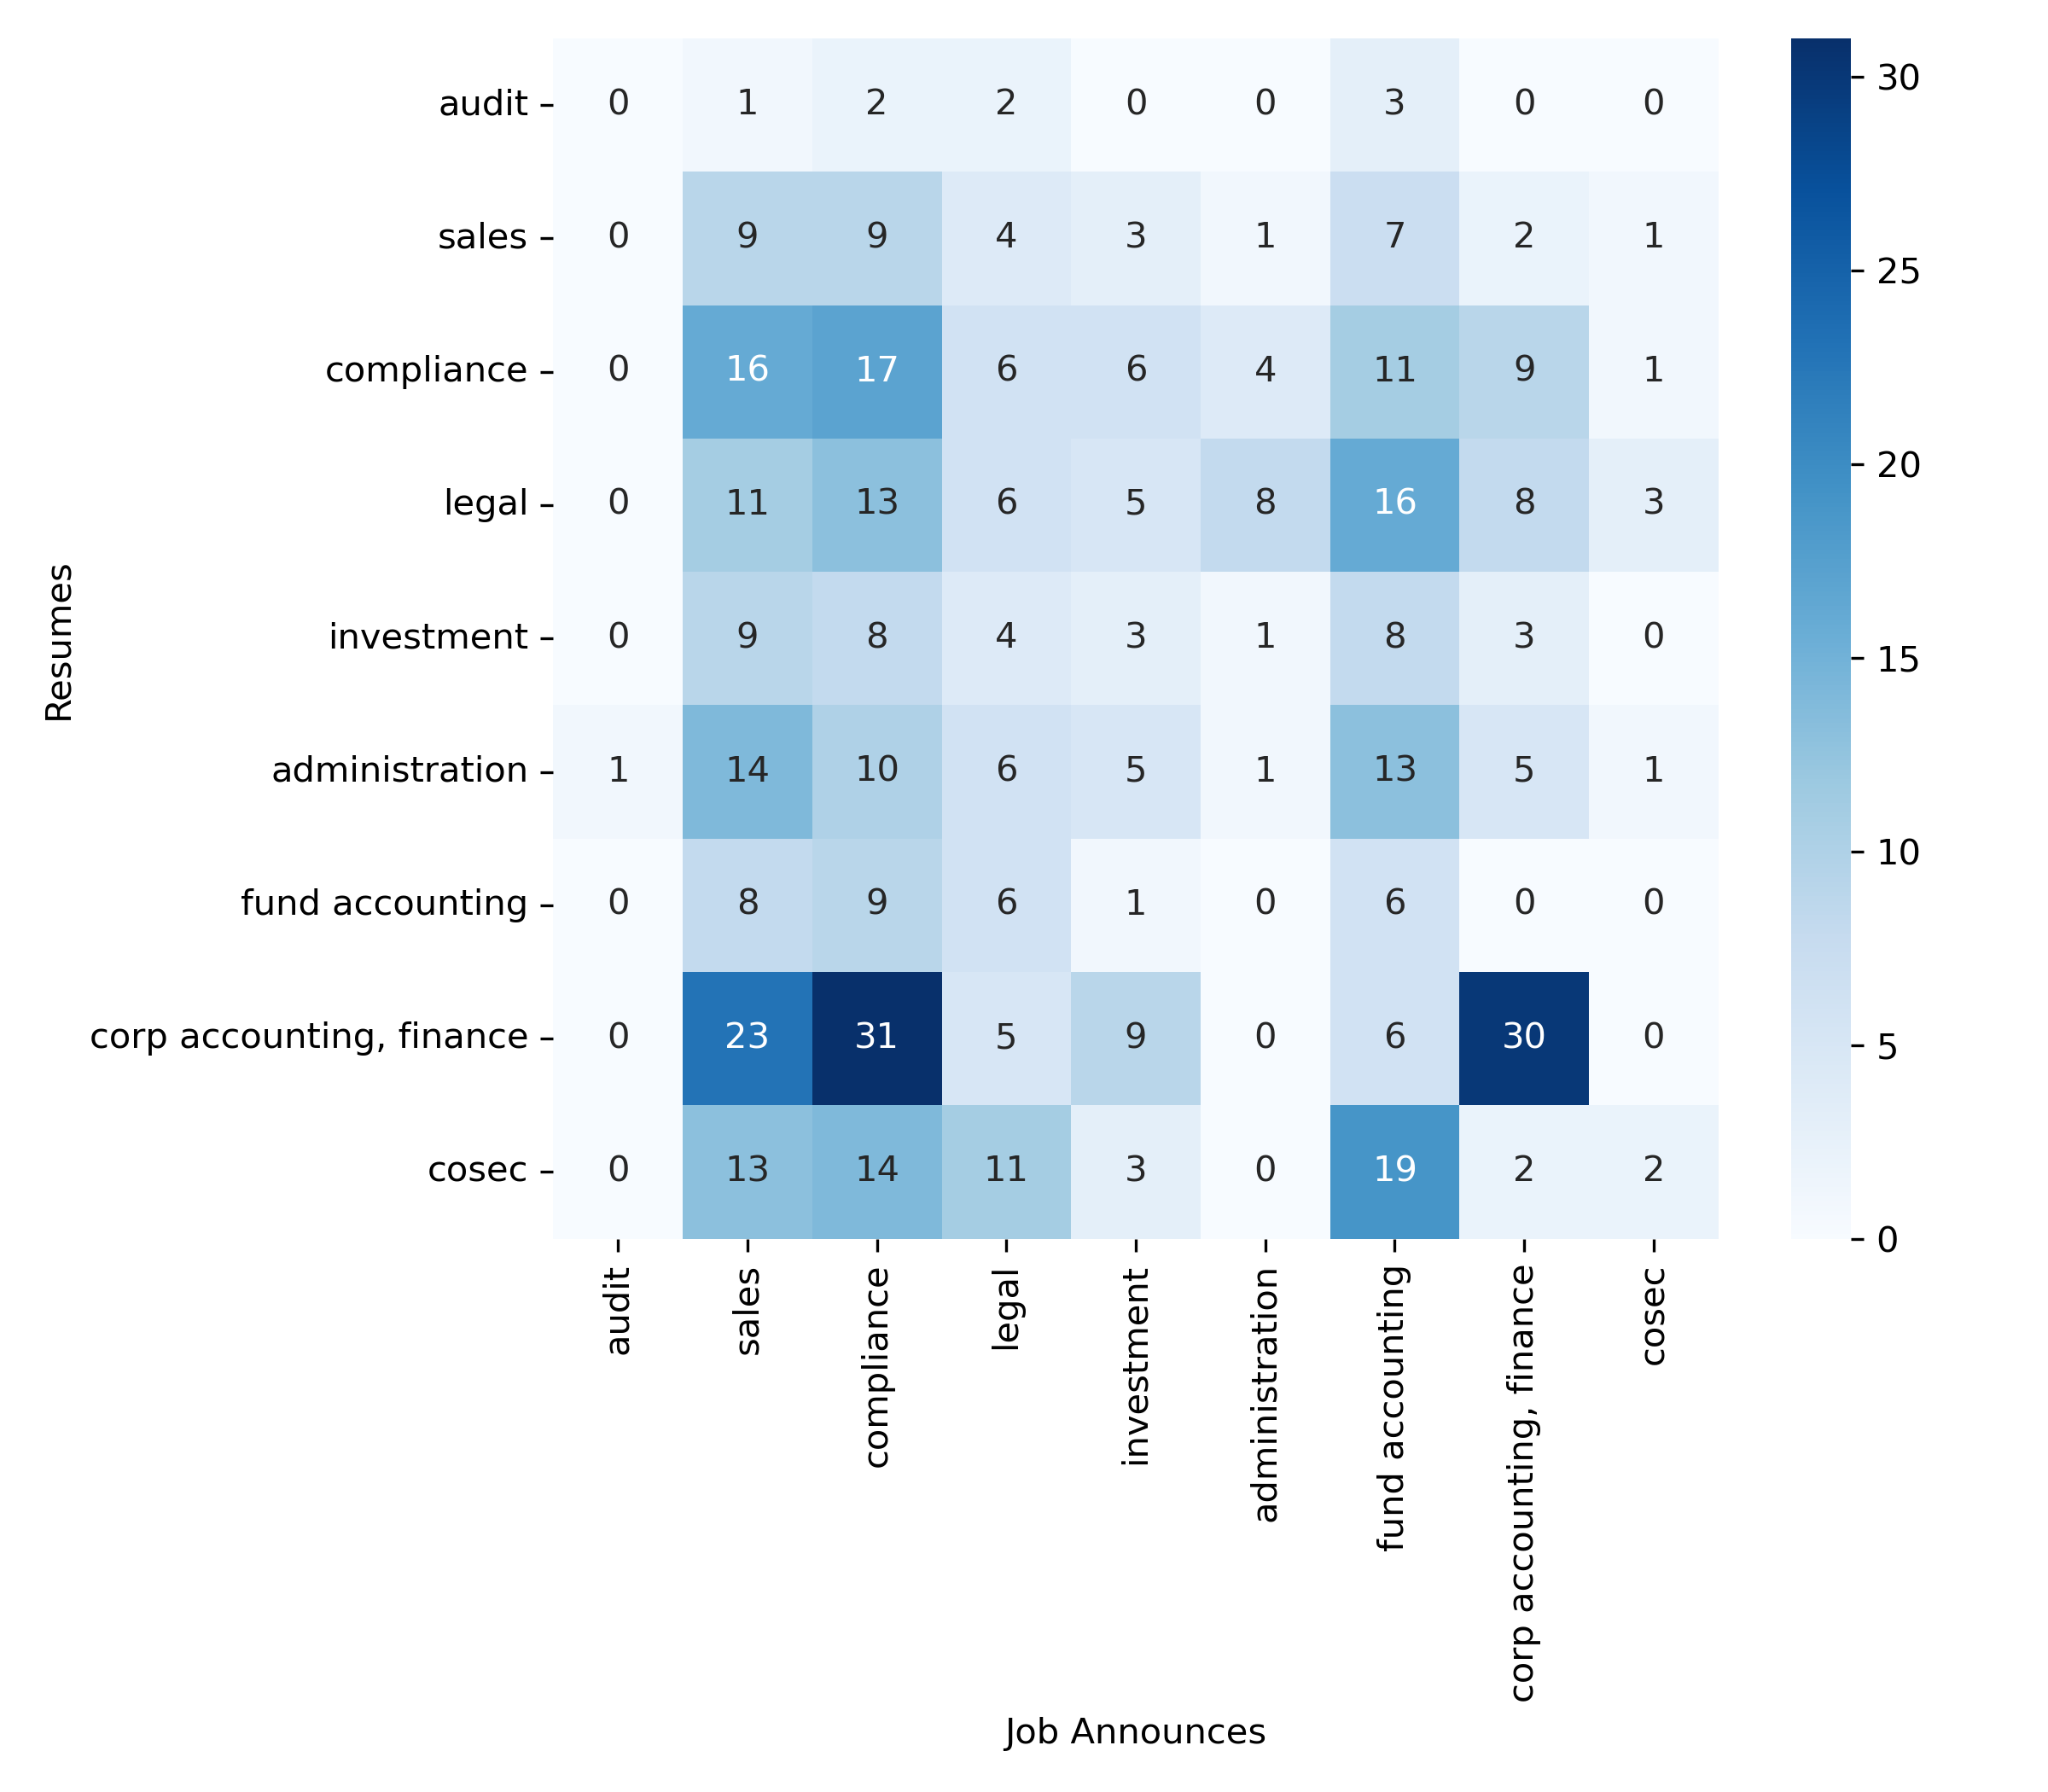 audit 0 1 2 2 0 0 3 0 0
sales 0 9 9 4 3 1 7 2 1
compliance 0 16 17 6 6 4 11 9 1
legal 0 11 13 6 5 8 16 8 3
investment 0 9 8 4 3 1 8 3 0
administration 1 14 10 6 5 1 13 5 1
fund accounting 0 8 9 6 1 0 6 0 0
corp accounting, finance 0 23 31 5 9 0 6 30 0
cosec 0 13 14 11 3 0 19 2 2
Resumes
audit
sales
compliance
legal
investment
administration
fund accounting
corp accounting, finance
cosec
Job Announces
30
25
20
15
10
5
0